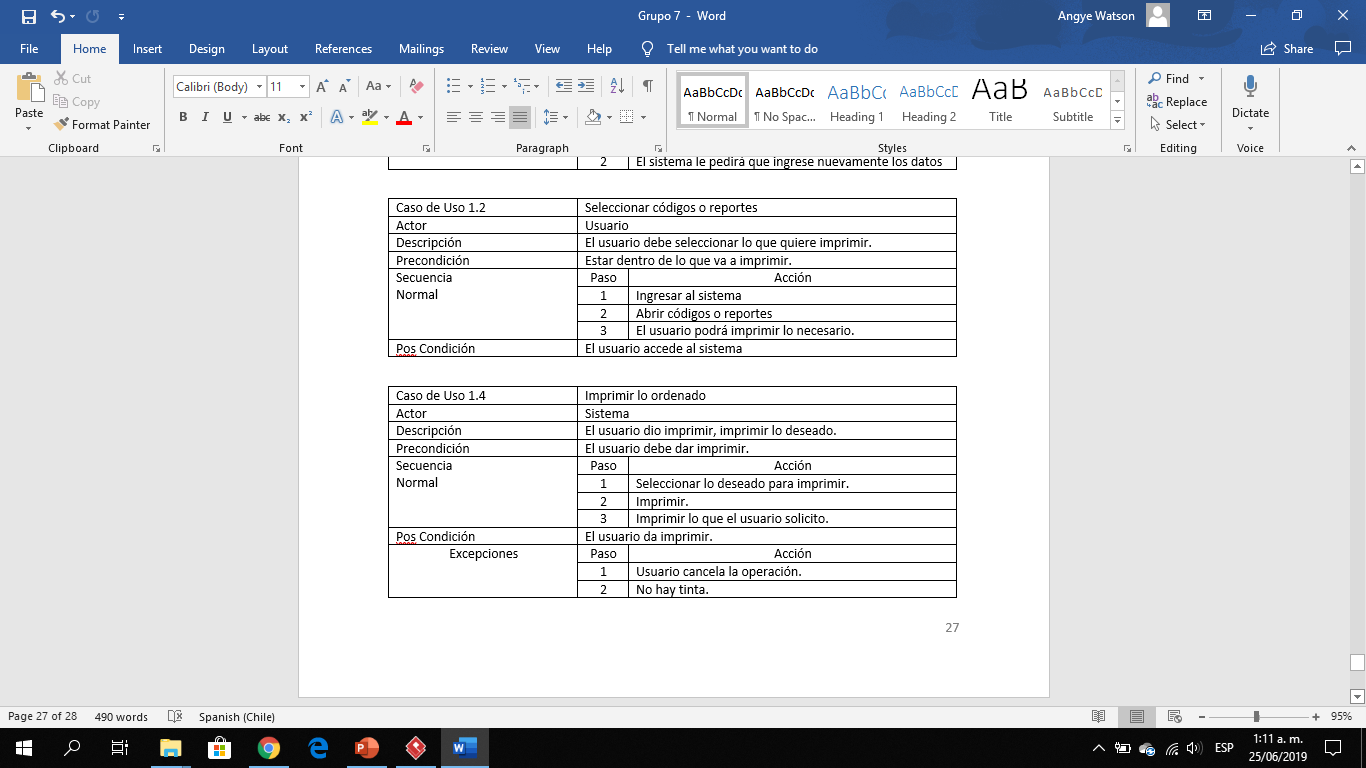 Grupo 7 - Word
Angye Watson
File Home Insert Design Layout References Mailings Review View Help Tell me what you want to do Share
Paste
Cut
Copy
Format Painter
Clipboard
Calibri (Body) 11
B I U abc x₂ x²
Font
Paragraph
AaBbCcDc AaBbCcDc AaBbCc AaBbCcD AaB AaBbCcD
¶ Normal ¶ No Spac... Heading 1 Heading 2 Title Subtitle
Styles
Find
Replace
Select
Editing
Dictate
Voice
2 El sistema le pedirá que ingrese nuevamente los datos
Caso de Uso 1.2 Seleccionar códigos o reportes
Actor Usuario
Descripción El usuario debe seleccionar lo que quiere imprimir.
Precondición Estar dentro de lo que va a imprimir.
Secuencia Paso Acción
Normal 1 Ingresar al sistema
2 Abrir códigos o reportes
3 El usuario podrá imprimir lo necesario.
Pos Condición El usuario accede al sistema
Caso de Uso 1.4 Imprimir lo ordenado
Actor Sistema
Descripción El usuario dio imprimir, imprimir lo deseado.
Precondición El usuario debe dar imprimir.
Secuencia Paso Acción
Normal 1 Seleccionar lo deseado para imprimir.
2 Imprimir.
3 Imprimir lo que el usuario solicito.
Pos Condición El usuario da imprimir.
Excepciones Paso Acción
1 Usuario cancela la operación.
2 No hay tinta.
27
Page 27 of 28 490 words Spanish (Chile) 95%
ESP
1:11 a. m.
25/06/2019